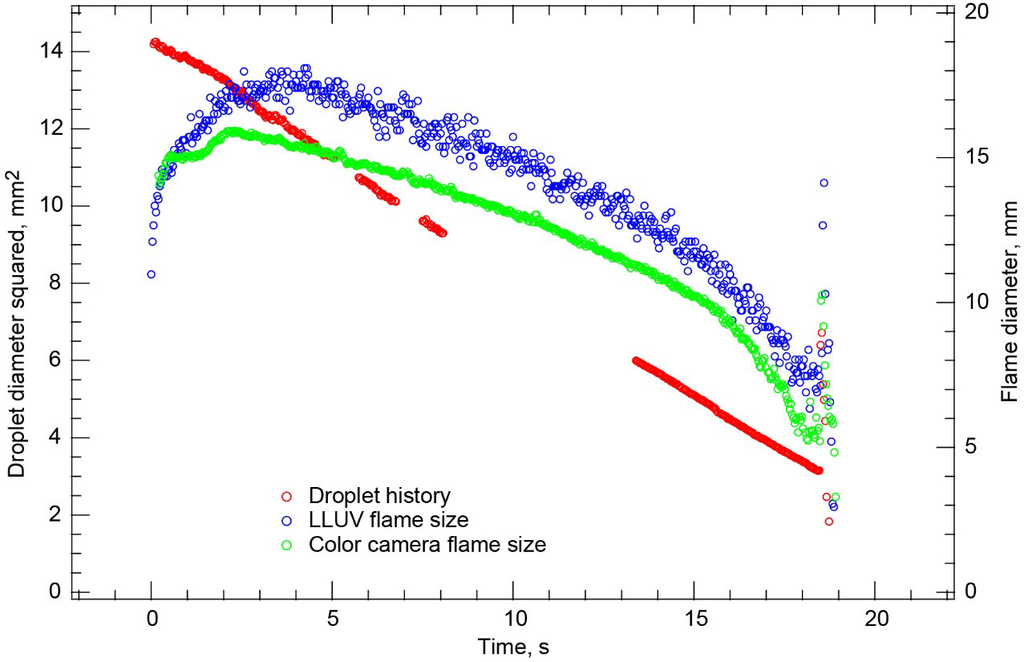 14
12
10
8
6
4
2
0
Droplet diameter squared, mm2
20
15
10
5
0
Flame diameter, mm
Droplet history
LLUV flame size
Color camera flame size
0 5 10 15 20
Time, s